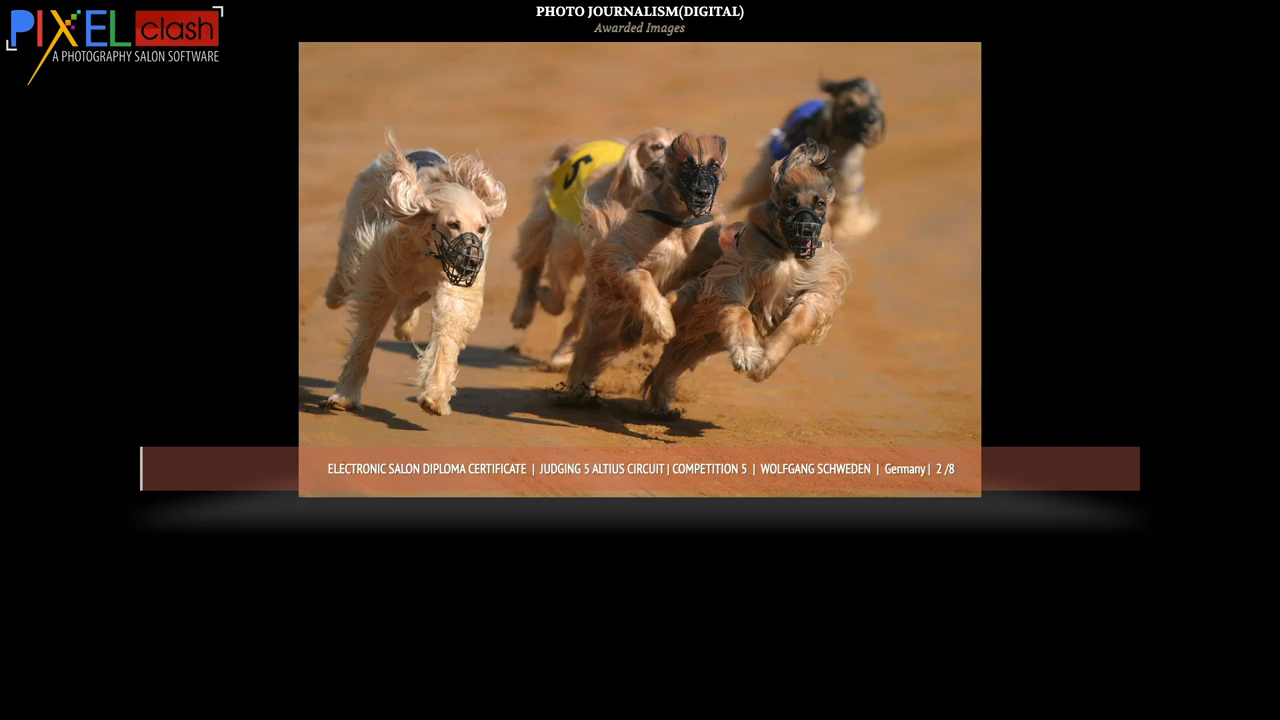 PIXEL clash
A PHOTOGRAPHY SALON SOFTWARE
PHOTO JOURNALISM(DIGITAL)
Awarded Images
5
ELECTRONIC SALON DIPLOMA CERTIFICATE | JUDGING 5 ALTIUS CIRCUIT | COMPETITION 5 | WOLFGANG SCHWEDEN | Germany | 2 /8